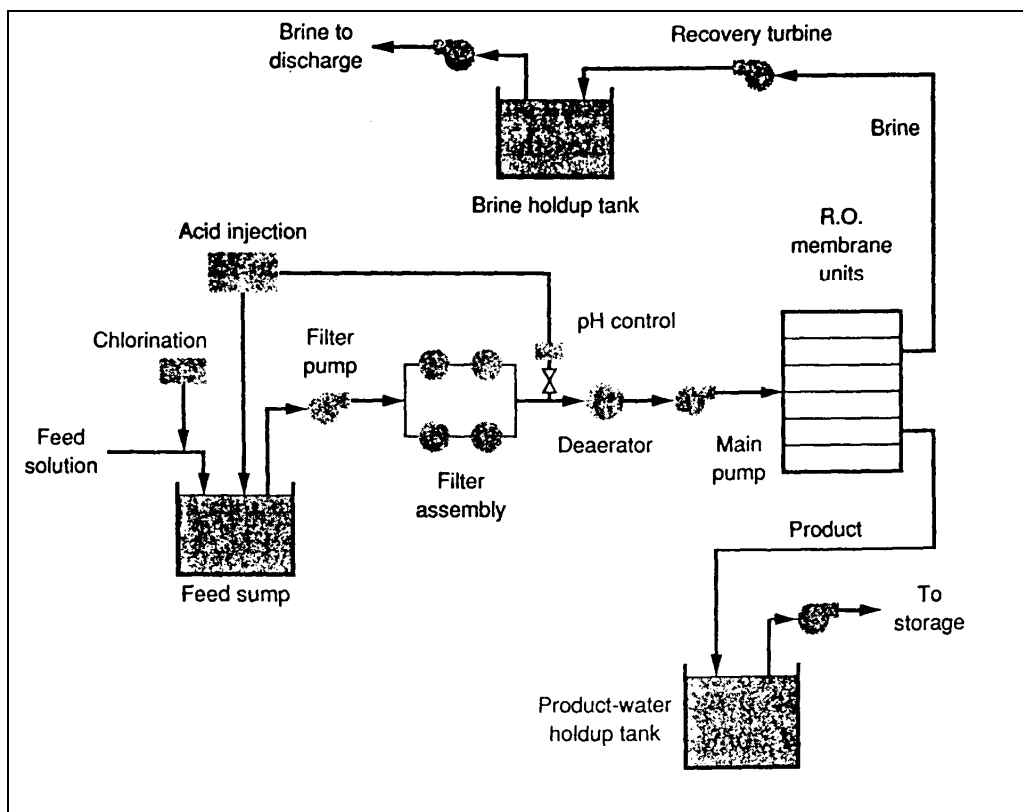 Brine to
discharge
Recovery turbine
Brine
Brine holdup tank
R.O.
membrane
units
Acid injection
pH control
Chlorination
Filter
pump
Feed
solution
Deaerator
Main
pump
Filter
assembly
Product
Feed sump
To
storage
Product-water
holdup tank